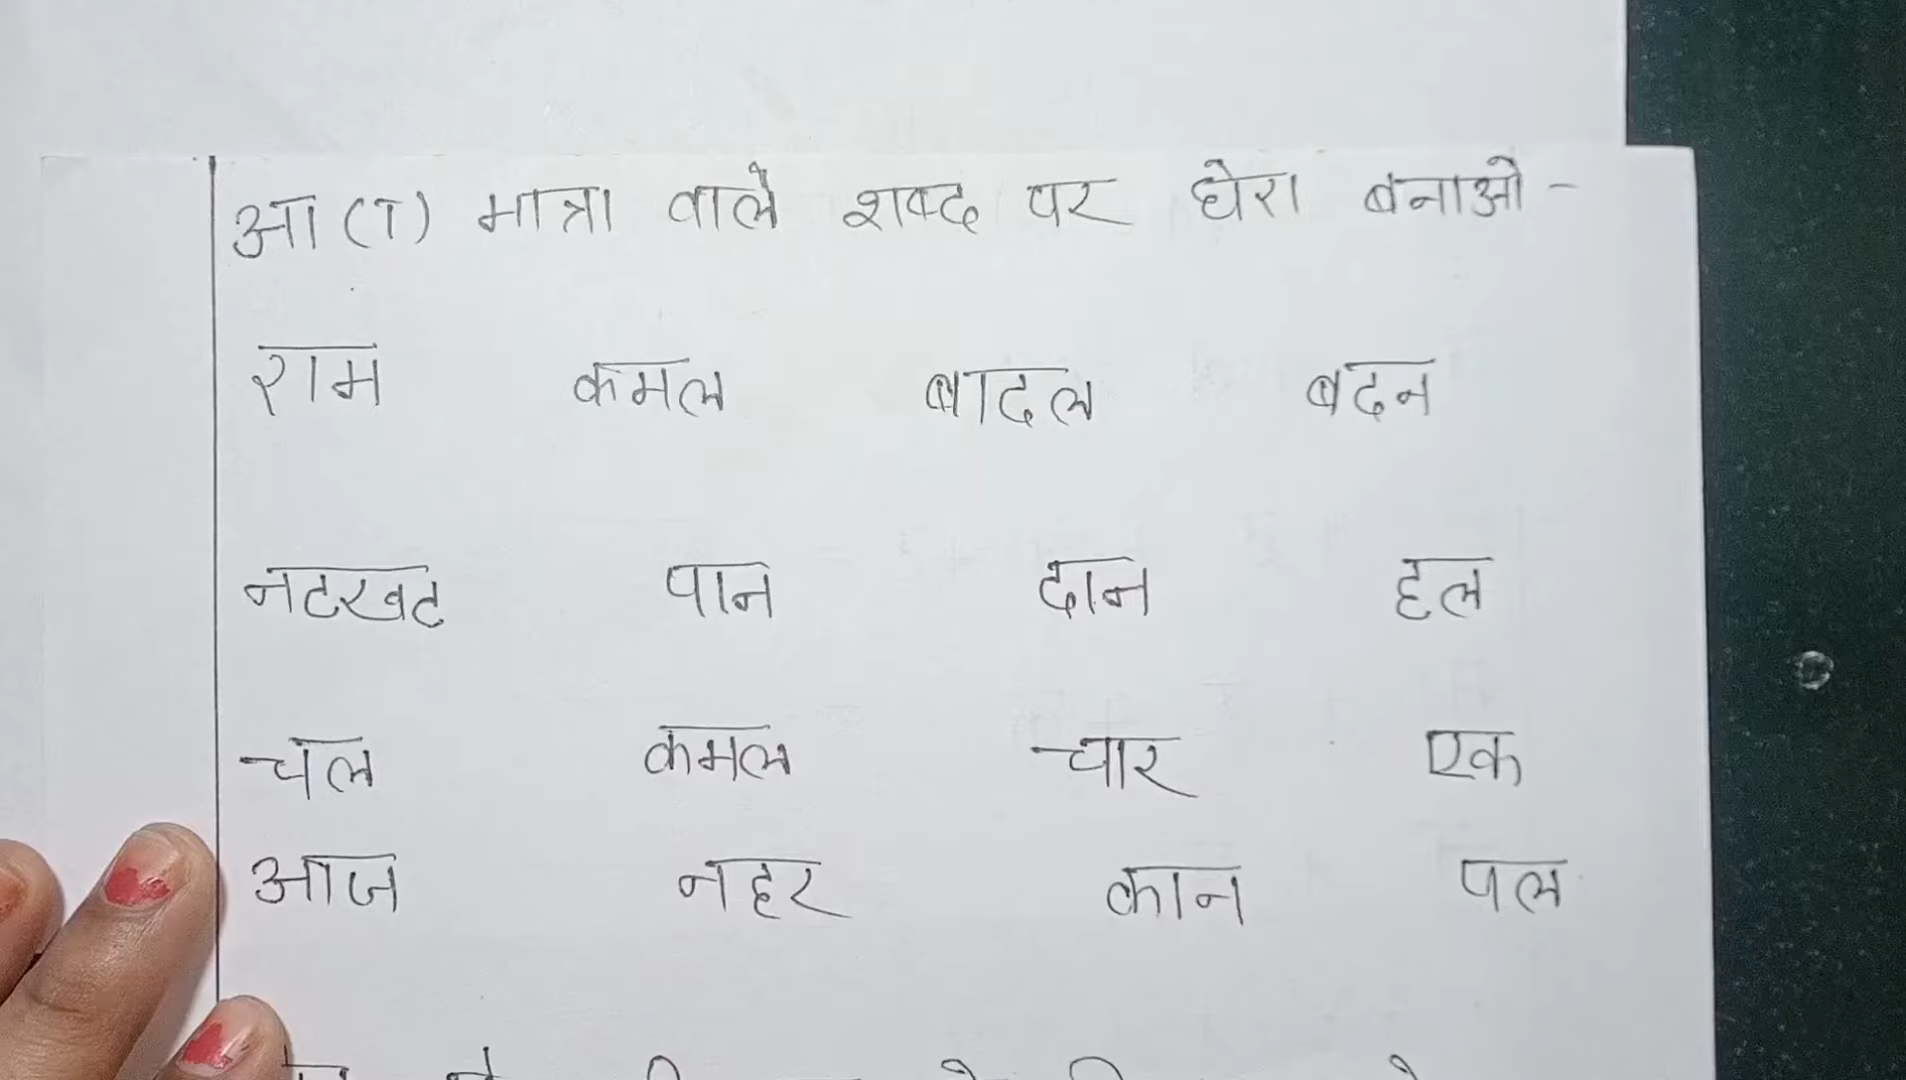 आ (ा) मात्रा वाले शब्द पर घेरा बनाओ -
राम कमल बादल बदन
नटखट पान दान हल
चल कमल चार एक
आज नहर कान पल